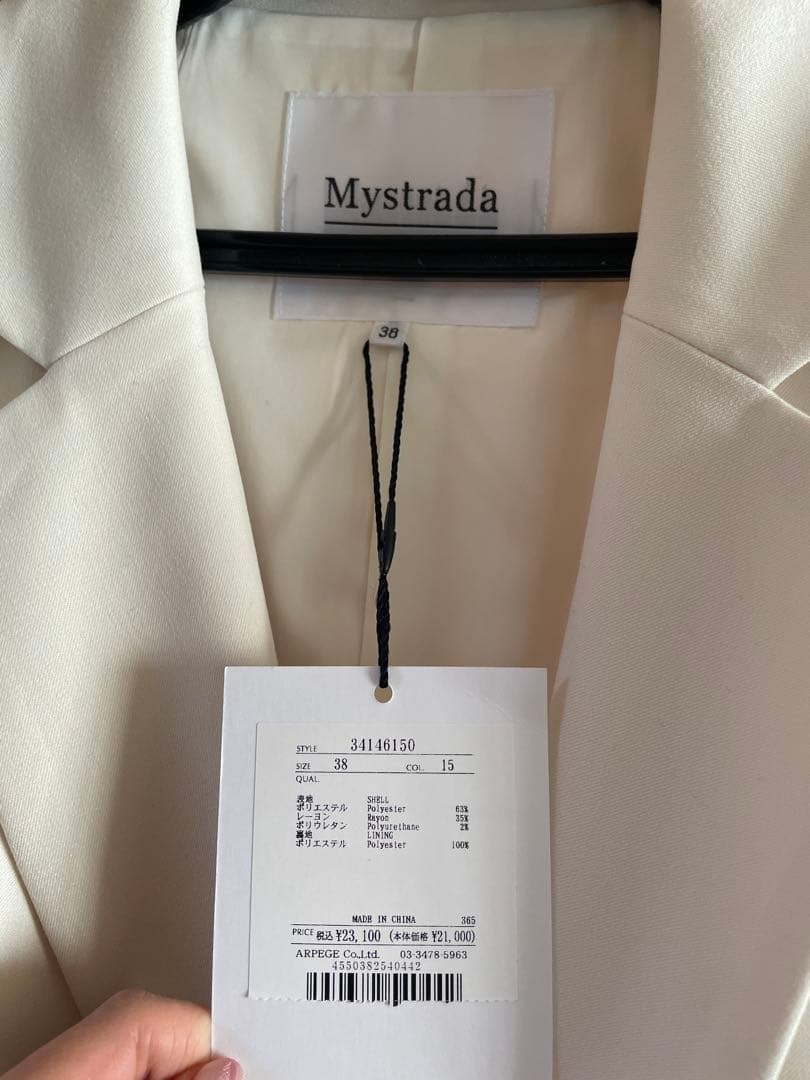 Mystrada
38
STYLE 34146150
SIZE 38 COL. 15
QUAL.
表地 SHELL
ポリエステル Polyester 63%
レーヨン Rayon 35%
ポリウレタン Polyurethane 2%
裏地 LINING
ポリエステル Polyester 100%
MADE IN CHINA 365
PRICE 税込 ¥23,100 (本体価格 ¥21,000)
ARPEGE Co.,Ltd. 03-3478-5963
4550382540442